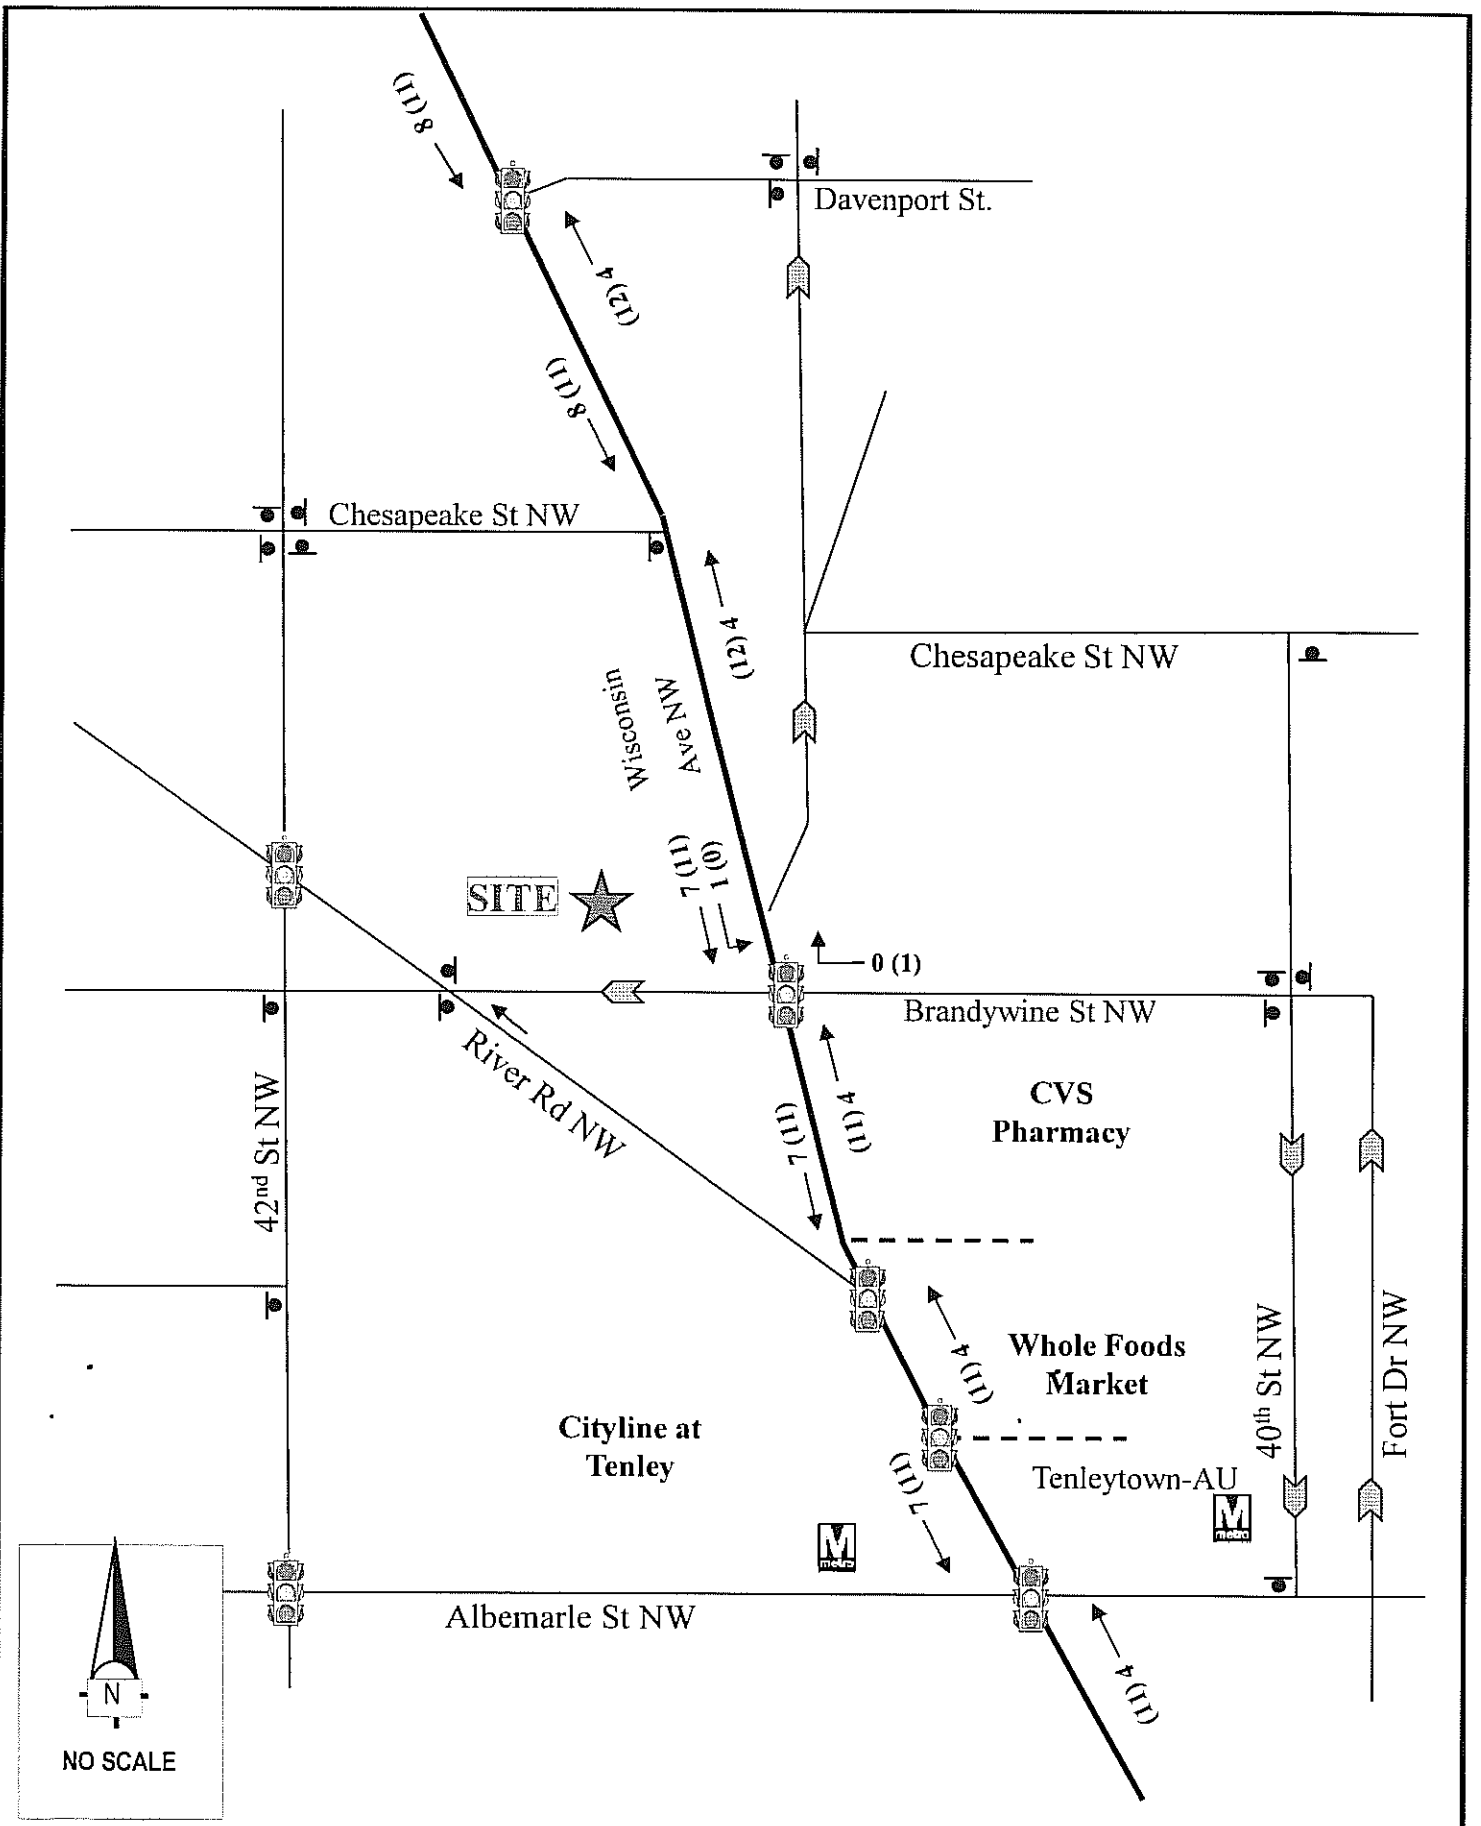 8 (11)
Davenport St.
(12) 4
8 (11)
Chesapeake St NW
(12) 4
Chesapeake St NW
Wisconsin
Ave NW
7 (11)
1 (0)
SITE
0 (1)
Brandywine St NW
River Rd NW
42nd St NW
(11) 4
7 (11)
CVS
Pharmacy
(11) 4
Whole Foods
Market
40th St NW
Fort Dr NW
Cityline at
Tenley
7 (11)
Tenleytown-AU
M
metro
M
metro
Albemarle St NW
(11) 4
N
NO SCALE